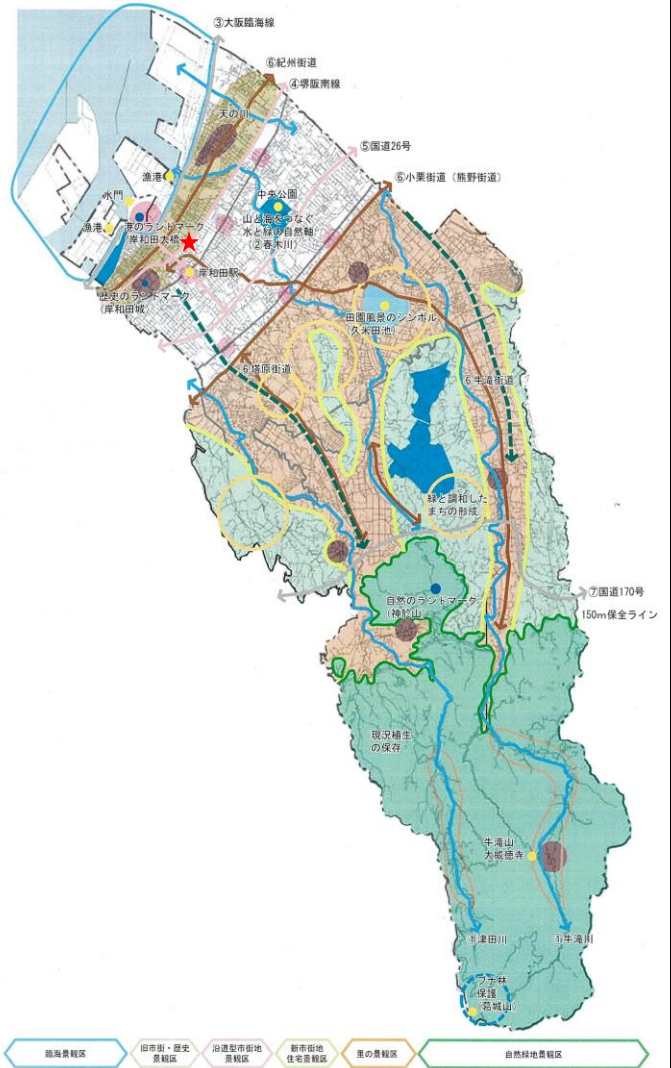 ③大阪臨海線
⑥紀州街道
④堺阪南線
天の川
⑤国道26号
⑥小栗街道（熊野街道）
漁港
水門
中央公園
漁港
港のランドマーク
岸和田大橋
山と海をつなぐ
水と緑の自然軸
（②春木川）
岸和田駅
歴史のランドマーク
（岸和田城）
田園風景のシンボル
（久米田池）
⑥塔原街道
⑥牛滝街道
緑と調和した
まちの形成
⑦国道170号
自然のランドマーク
（神於山）
150m保全ライン
現況植生
の保存
牛滝山
大威徳寺
①津田川
①牛滝川
ブナ林
保護
（葛城山）
臨海景観区
旧市街・歴史
景観区
沿道型市街地
景観区
新市街地
住宅景観区
里の景観区
自然緑地景観区